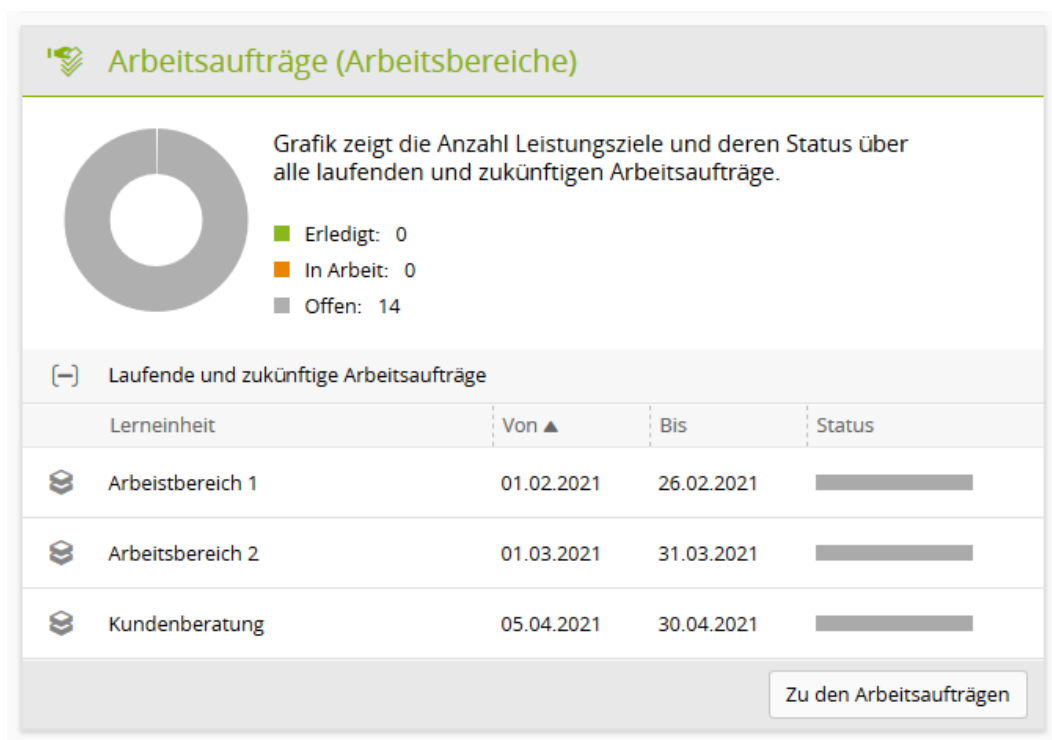 Arbeitsaufträge (Arbeitsbereiche)
Grafik zeigt die Anzahl Leistungsziele und deren Status über
alle laufenden und zukünftigen Arbeitsaufträge.
Erledigt: 0
In Arbeit: 0
Offen: 14
Laufende und zukünftige Arbeitsaufträge
Lerneinheit Von ▲ Bis Status
Arbeistbereich 1 01.02.2021 26.02.2021
Arbeitsbereich 2 01.03.2021 31.03.2021
Kundenberatung 05.04.2021 30.04.2021
Zu den Arbeitsaufträgen